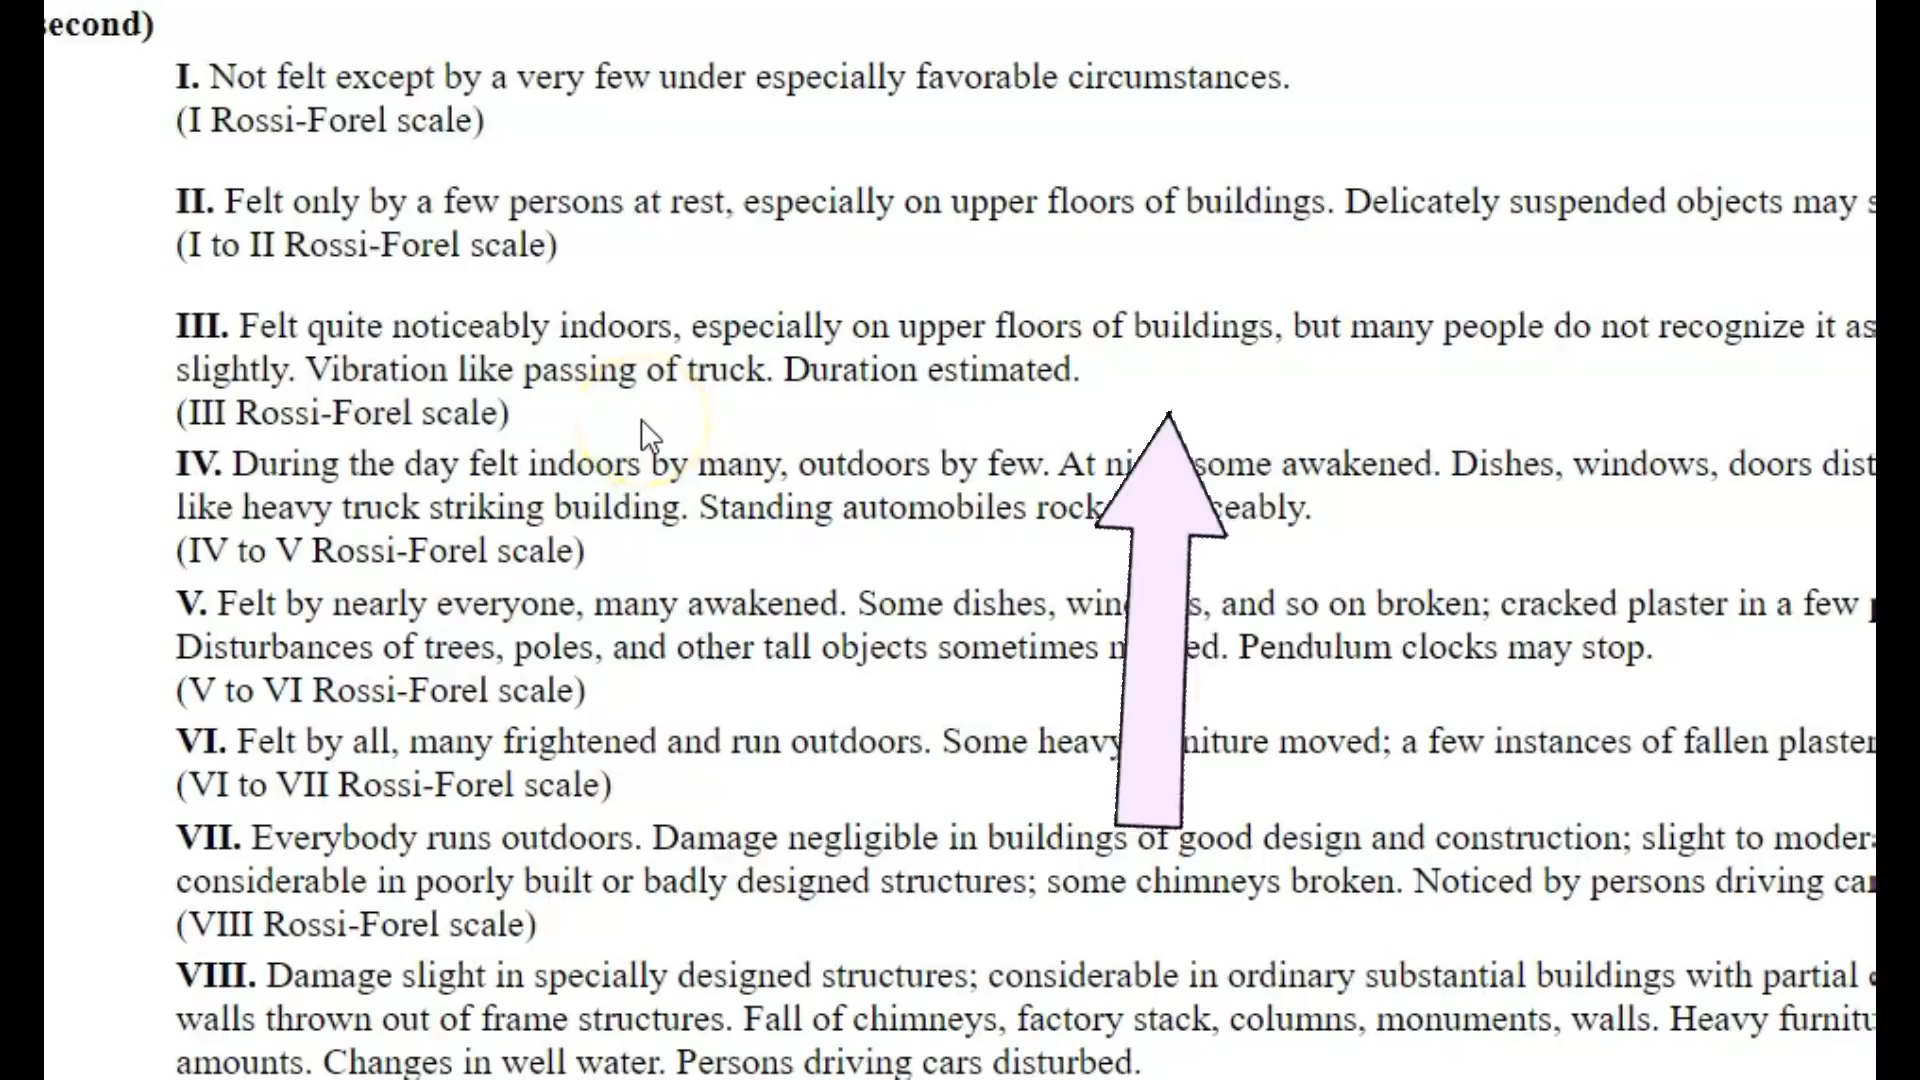 second)
I. Not felt except by a very few under especially favorable circumstances.
(I Rossi-Forel scale)
II. Felt only by a few persons at rest, especially on upper floors of buildings. Delicately suspended objects may
(I to II Rossi-Forel scale)
III. Felt quite noticeably indoors, especially on upper floors of buildings, but many people do not recognize it as
slightly. Vibration like passing of truck. Duration estimated.
(III Rossi-Forel scale)
IV. During the day felt indoors by many, outdoors by few. At some awakened. Dishes, windows, doors
like heavy truck striking building. Standing automobiles
(IV to V Rossi-Forel scale)
V. Felt by nearly everyone, many awakened. Some dishes, and so on broken; cracked plaster in a few
Disturbances of trees, poles, and other tall objects sometimes Pendulum clocks may stop.
(V to VI Rossi-Forel scale)
VI. Felt by all, many frightened and run outdoors. Some heavy moved; a few instances of fallen plaster
(VI to VII Rossi-Forel scale)
VII. Everybody runs outdoors. Damage negligible in buildings of good design and construction; slight to
considerable in poorly built or badly designed structures; some chimneys broken. Noticed by persons driving
(VIII Rossi-Forel scale)
VIII. Damage slight in specially designed structures; considerable in ordinary substantial buildings with partial
walls thrown out of frame structures. Fall of chimneys, factory stack, columns, monuments, walls. Heavy
amounts. Changes in well water. Persons driving cars disturbed.